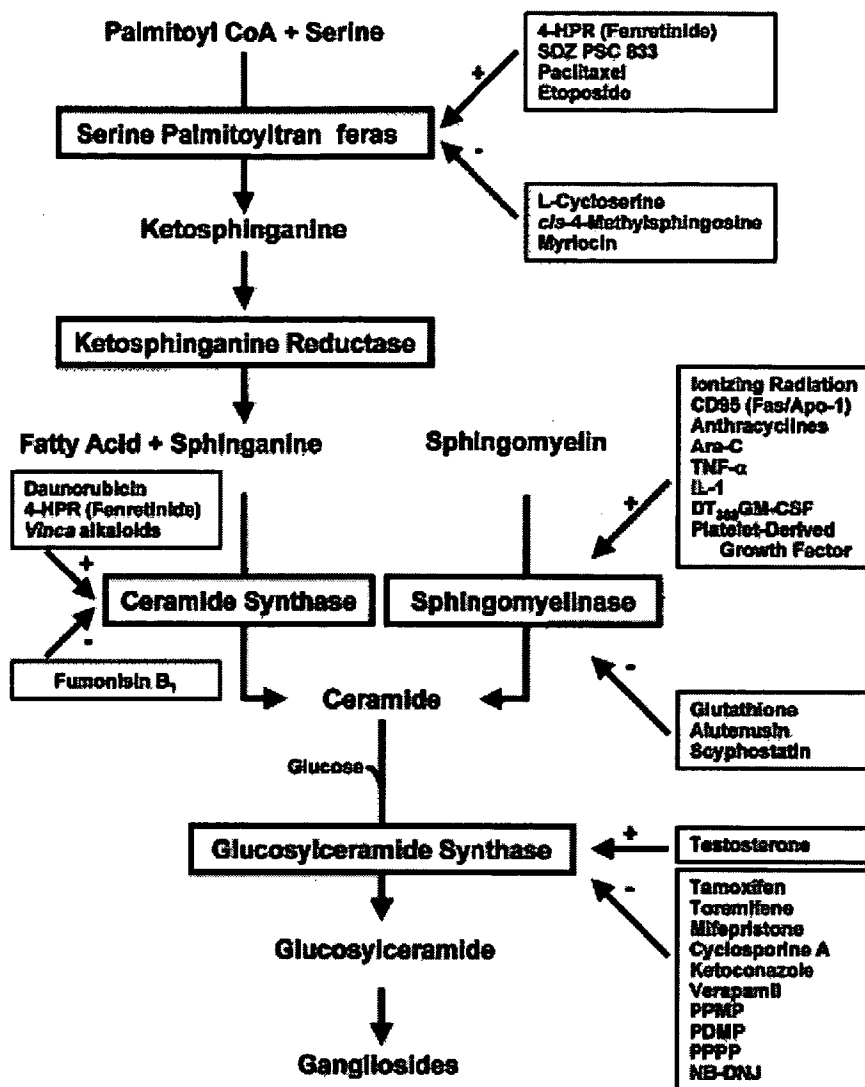 Palmitoyl CoA + Serine
4-HPR (Fenretinide)
SDZ PSC 833
Paclitaxel
Etoposide
+
Serine Palmitoyltran feras
-
L-Cycloserine
cis-4-Methylsphingosine
Myriocin
Ketosphinganine
Ketosphinganine Reductase
Fatty Acid + Sphinganine
Sphingomyelin
Ionizing Radiation
CD95 (Fas/Apo-1)
Anthracyclines
Ara-C
TNF-α
IL-1
DT₃₈₈GM-CSF
Platelet-Derived
Growth Factor
+
Daunorubicin
4-HPR (Fenretinide)
Vinca alkaloids
+
Ceramide Synthase
Sphingomyelinase
-
Fumonisin B₁
-
Ceramide
Glutathione
Alutenusin
Scyphostatin
Glucose
Glucosylceramide Synthase
+
Testosterone
-
Tamoxifen
Toremifene
Mifepristone
Cyclosporine A
Ketoconazole
Verapamil
PPMP
PDMP
PPPP
NB-DNJ
Glucosylceramide
Gangliosides